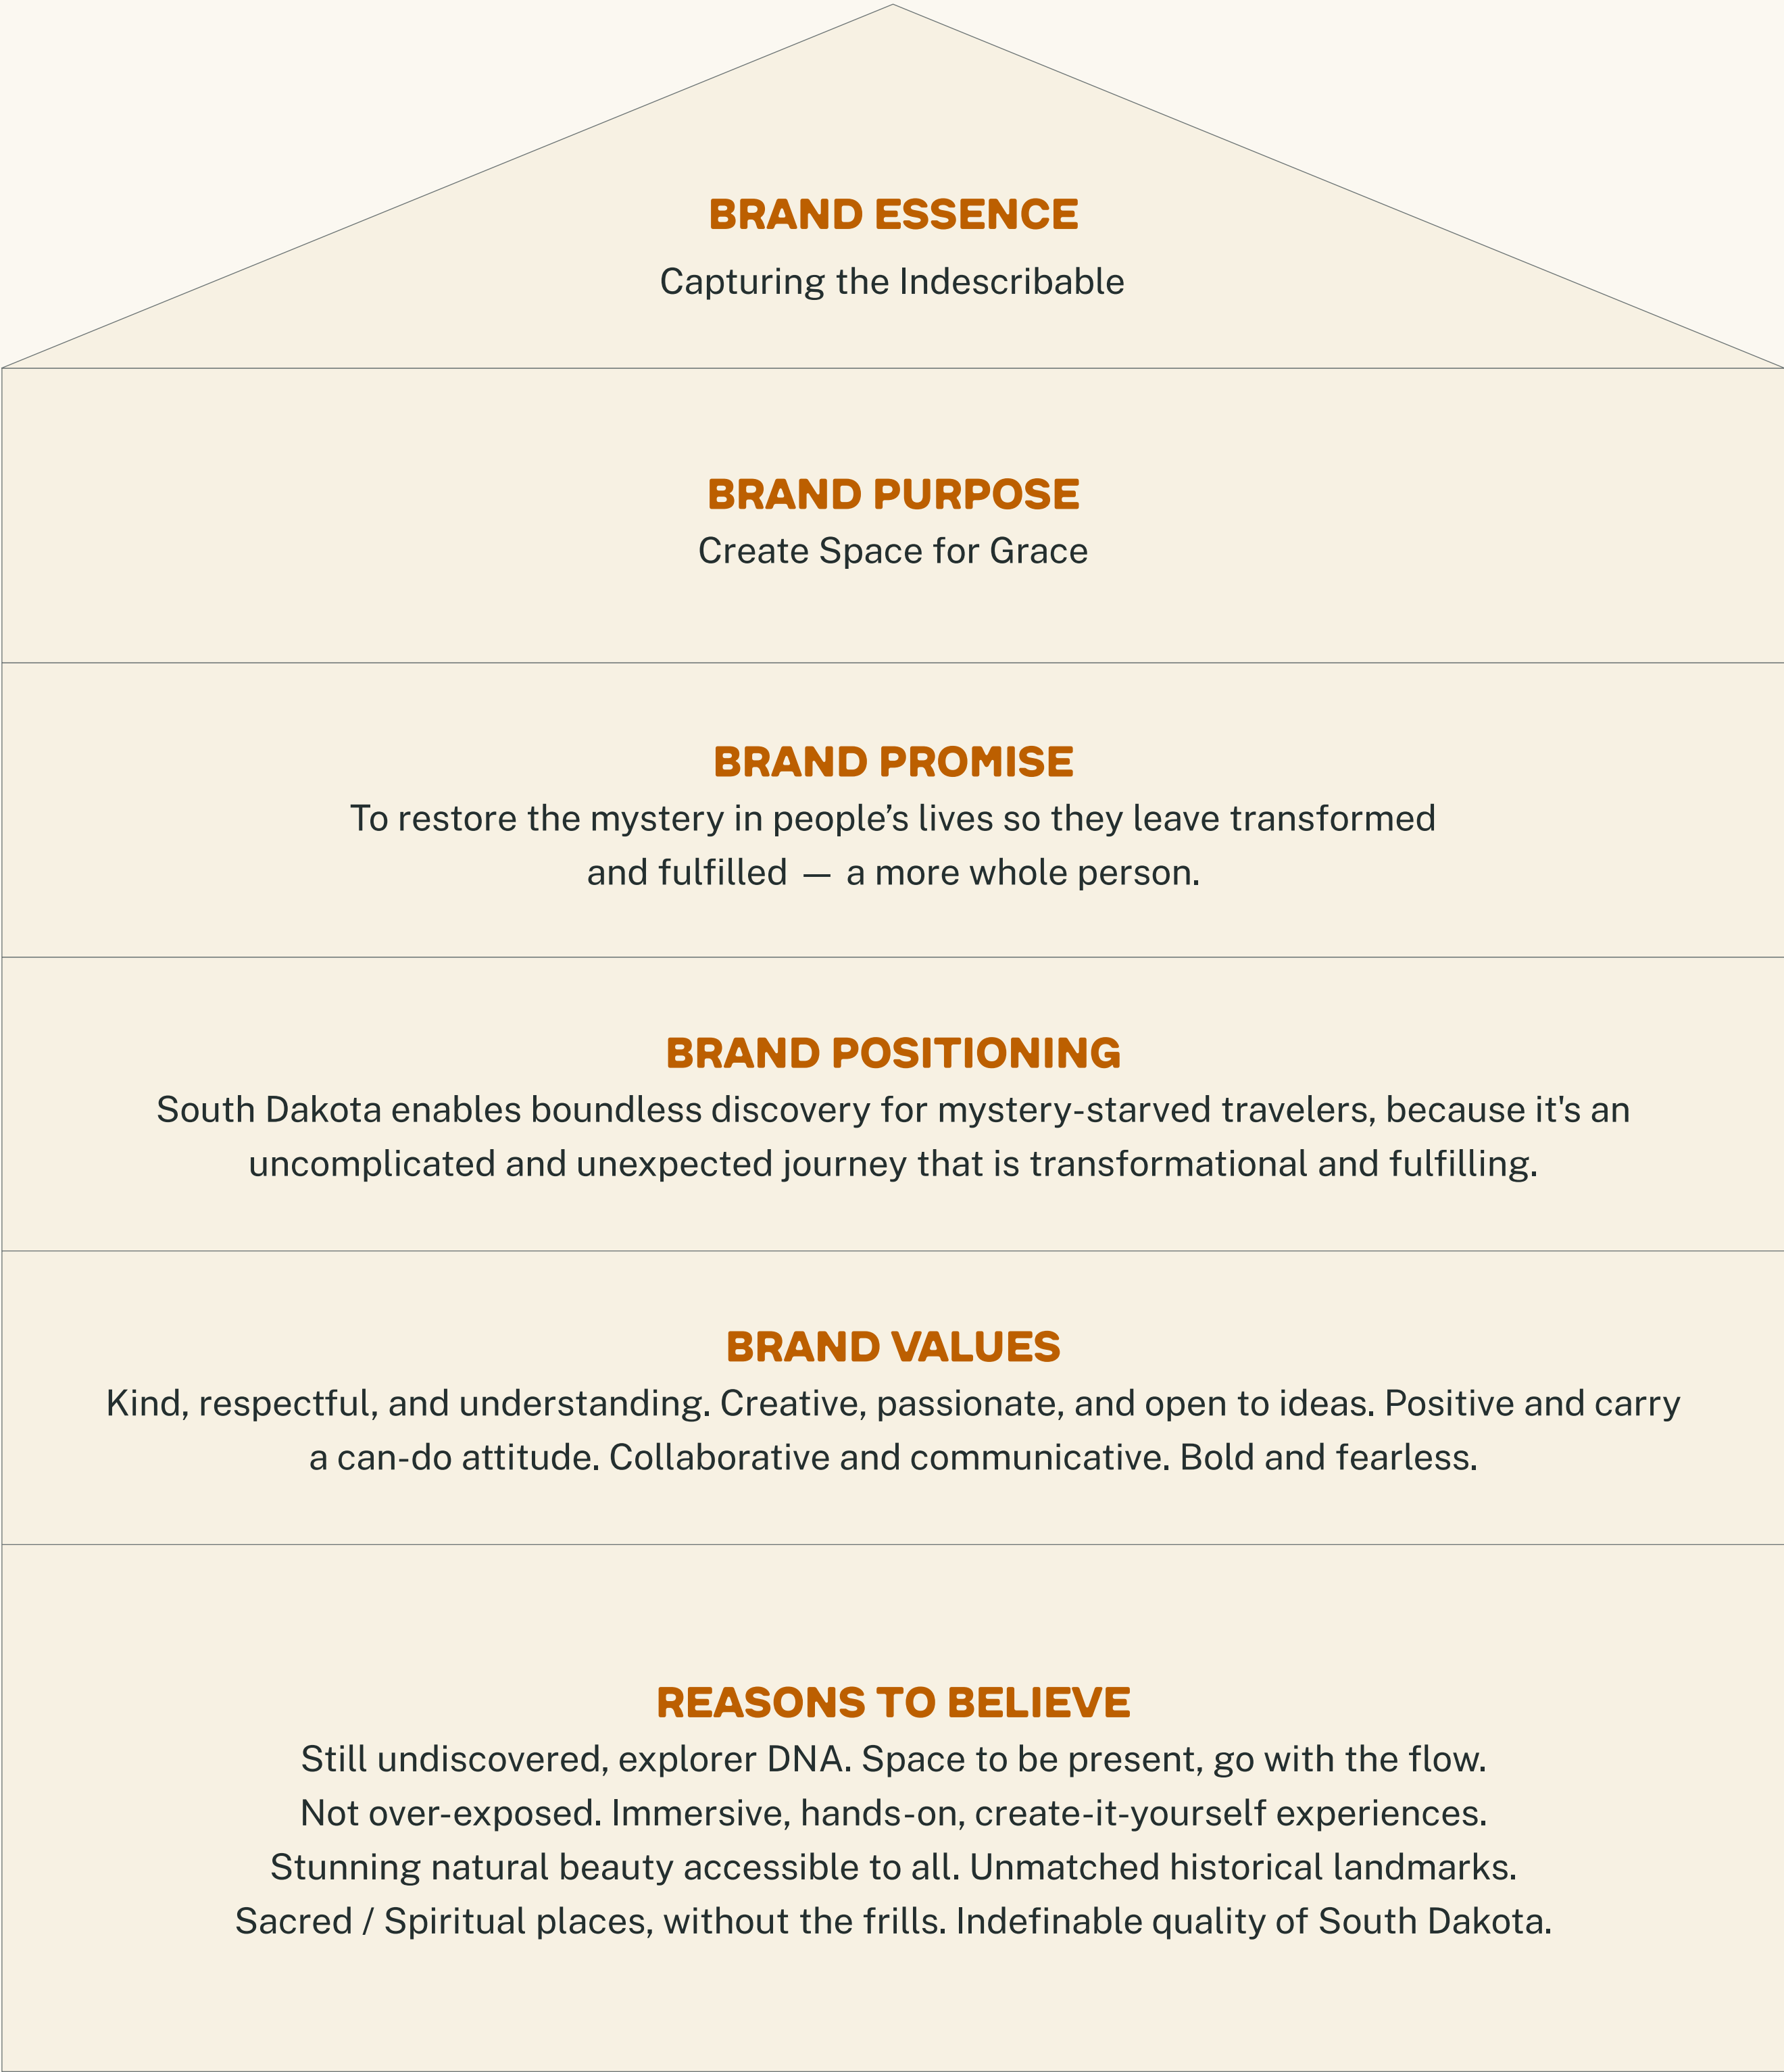 BRAND ESSENCE
Capturing the Indescribable
BRAND PURPOSE
Create Space for Grace
BRAND PROMISE
To restore the mystery in people’s lives so they leave transformed
and fulfilled — a more whole person.
BRAND POSITIONING
South Dakota enables boundless discovery for mystery-starved travelers, because it's an
uncomplicated and unexpected journey that is transformational and fulfilling.
BRAND VALUES
Kind, respectful, and understanding. Creative, passionate, and open to ideas. Positive and carry
a can-do attitude. Collaborative and communicative. Bold and fearless.
REASONS TO BELIEVE
Still undiscovered, explorer DNA. Space to be present, go with the flow.
Not over-exposed. Immersive, hands-on, create-it-yourself experiences.
Stunning natural beauty accessible to all. Unmatched historical landmarks.
Sacred / Spiritual places, without the frills. Indefinable quality of South Dakota.